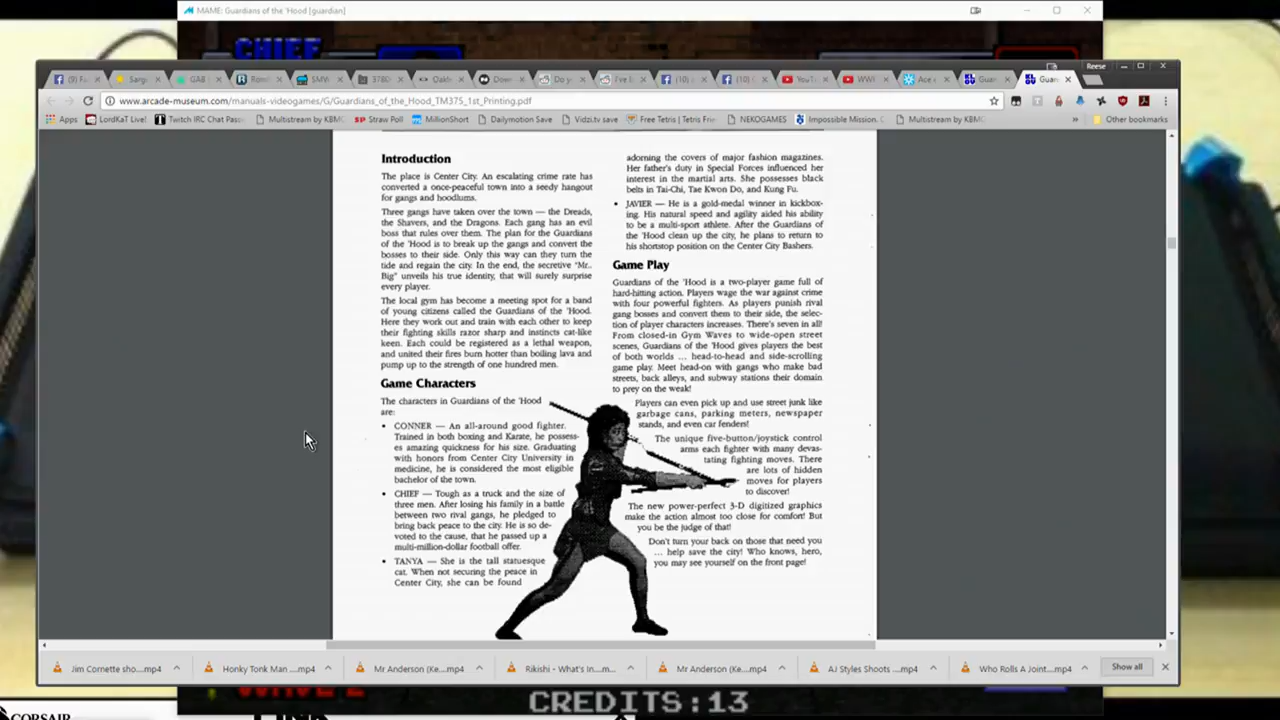 MAME: Guardians of the 'Hood [guardian]
CHIEF
Reese
(9) Fa
Sarg
GAB
Romh
SMW
3780
Oakl
Dow
Do y
I've b
(10)
(10)
YouT
WWI
Ace
Guar
Guar
www.arcade-museum.com/manuals-videogames/G/Guardians_of_the_Hood_TM375_1st_Printing.pdf
Apps
LordKaT Live!
Twitch IRC Chat Pass
Multistream by KBMC
Straw Poll
MillionShort
Dailymotion Save
Vidzi.tv save
Free Tetris | Tetris Frie
NEKOGAMES
Impossible Mission. C
Multistream by KBMC
»
Other bookmarks
Introduction
The place is Center City. An escalating crime rate has
converted a once-peaceful town into a seedy hangout
for gangs and hoodlums.
Three gangs have taken over the town — the Dreads,
the Shavers, and the Dragons. Each gang has an evil
boss that rules over them. The plan for the Guardians
of the 'Hood is to break up the gangs and convert the
bosses to their side. Only this way can they turn the
tide and regain the city. In the end, the secretive "Mr.
Big" unveils his true identity, that will surely surprise
every player.
The local gym has become a meeting spot for a band
of young citizens called the Guardians of the 'Hood.
Here they work out and train with each other to keep
their fighting skills razor sharp and instincts cat-like
keen. Each could be registered as a lethal weapon,
and united their fires burn hotter than boiling lava and
pump up to the strength of one hundred men.
Game Characters
The characters in Guardians of the 'Hood
are:
• CONNER — An all-around good fighter.
Trained in both boxing and Karate, he possess-
es amazing quickness for his size. Graduating
with honors from Center City University in
medicine, he is considered the most eligible
bachelor of the town.
• CHIEF — Tough as a truck and the size of
three men. After losing his family in a battle
between two rival gangs, he pledged to
bring back peace to the city. He is so de-
voted to the cause, that he passed up a
multi-million-dollar football offer.
• TANYA — She is the tall statuesque
cat. When not securing the peace in
Center City, she can be found
adorning the covers of major fashion magazines.
Her father's duty in Special Forces influenced her
interest in the martial arts. She possesses black
belts in Tai-Chi, Tae Kwon Do, and Kung Fu.
• JAVIER — He is a gold-medal winner in kickbox-
ing. His natural speed and agility aided his ability
to be a multi-sport athlete. After the Guardians of
the 'Hood clean up the city, he plans to return to
his shortstop position on the Center City Bashers.
Game Play
Guardians of the 'Hood is a two-player game full of
hard-hitting action. Players wage the war against crime
with four powerful fighters. As players punish rival
gang bosses and convert them to their side, the selec-
tion of player characters increases. There's seven in all!
From closed-in Gym Waves to wide-open street
scenes, Guardians of the 'Hood gives players the best
of both worlds ... head-to-head and side-scrolling
game play. Meet head-on with gangs who make bad
streets, back alleys, and subway stations their domain
to prey on the weak!
Players can even pick up and use street junk like
garbage cans, parking meters, newspaper
stands, and even car fenders!
The unique five-button/joystick control
arms each fighter with many devas-
tating fighting moves. There
are lots of hidden
moves for players
to discover!
The new power-perfect 3-D digitized graphics
make the action almost too close for comfort! But
you be the judge of that!
Don't turn your back on those that need you
... help save the city! Who knows, hero,
you may see yourself on the front page!
Jim Cornette sho....mp4
Honky Tonk Man ....mp4
Mr Anderson (Ke....mp4
Rikishi - What's In....m...
Mr Anderson (Ke....mp4
AJ Styles Shoots ....mp4
Who Rolls A Joint....mp4
Show all
WAVE 2
CREDITS:13
CORSAIR